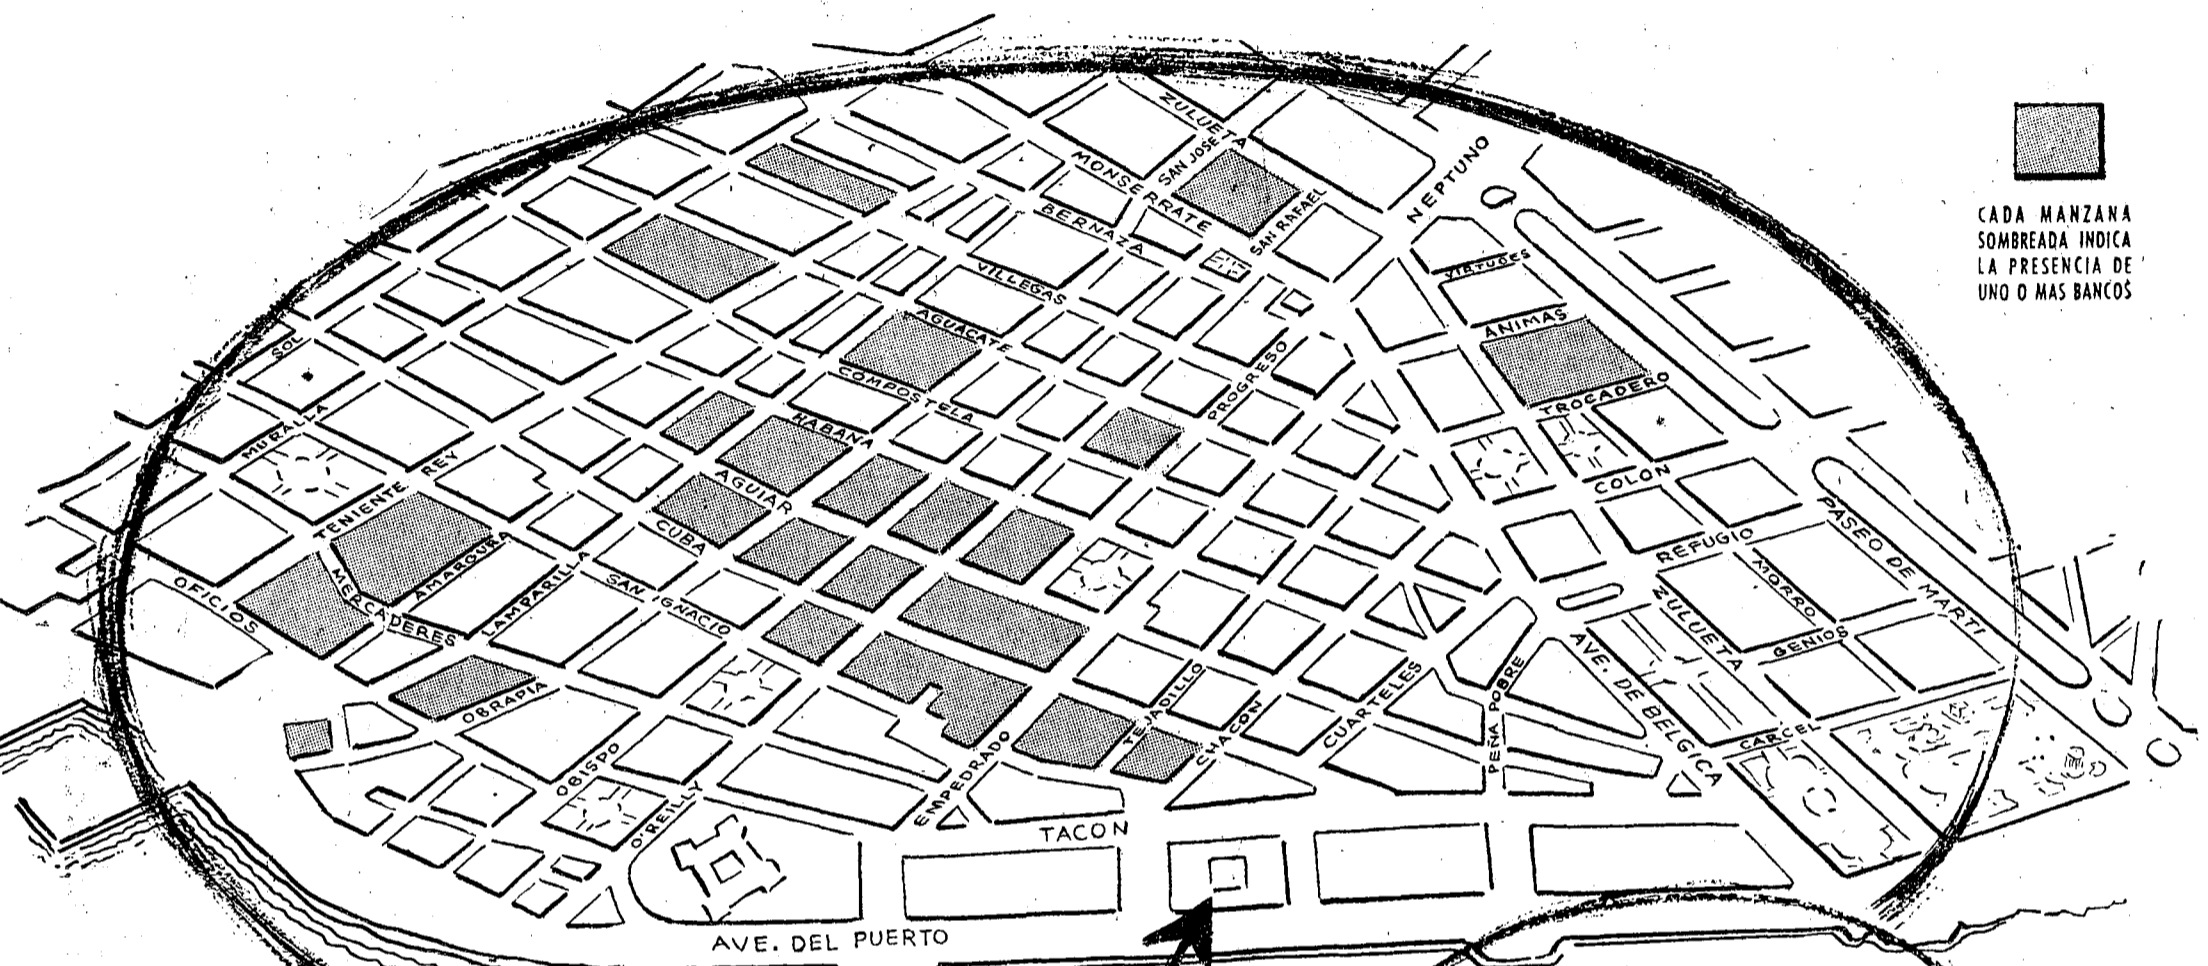 CADA MANZANA
SOMBREADA INDICA
LA PRESENCIA DE
UNO O MAS BANCOS
ZULUETA
SAN JOSE
MONSERRATE
SAN RAFAEL
NEPTUNO
BERNAZA
VIRTUDES
VILLEGAS
ANIMAS
AGUACATE
PROGRESO
SOL
COMPOSTELA
TROCADERO
MURALLA
HABANA
TENIENTE REY
AGUIAR
COLON
CUBA
PASEO DE MARTI
REFUGIO
AMARGURA
LAMPARILLA
MORRO
OFICIOS
MERCADERES
SAN IGNACIO
ZULUETA
GENIOS
AVE. DE BELGICA
OBRAPIA
TEJADILLO
CUARTELES
PEÑA POBRE
CHACON
CARCEL
OBISPO
EMPEDRADO
O'REILLY
TACON
AVE. DEL PUERTO